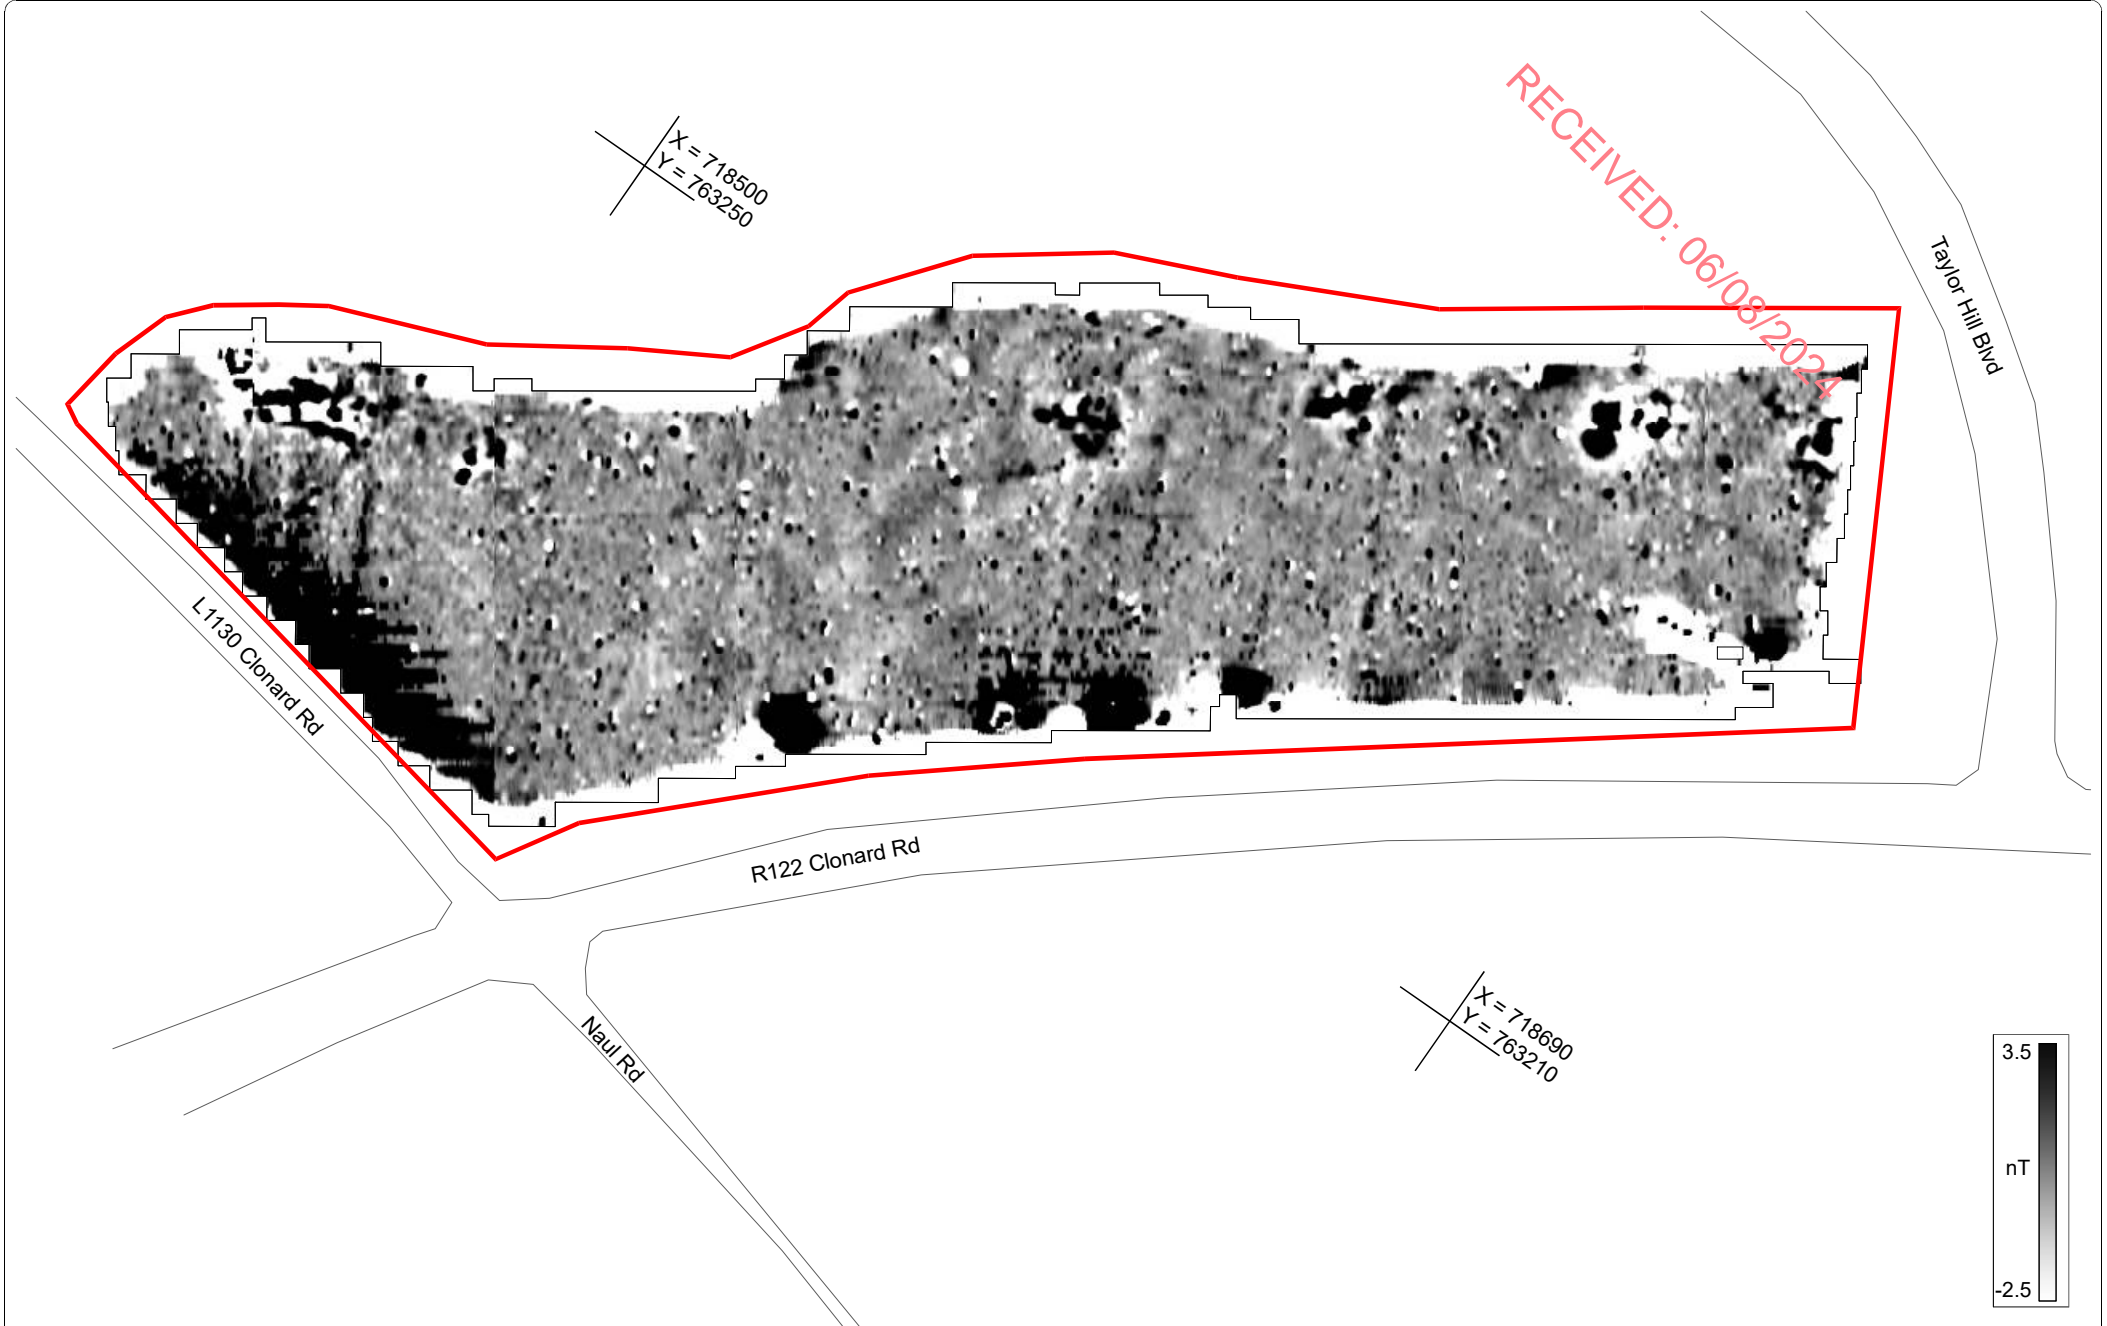 X = 718500
Y = 763250
RECEIVED: 06/08/2024
Taylor Hill Blvd
L1130 Clonard Rd
R122 Clonard Rd
Naul Rd
X = 718690
Y = 763210
3.5
nT
-2.5